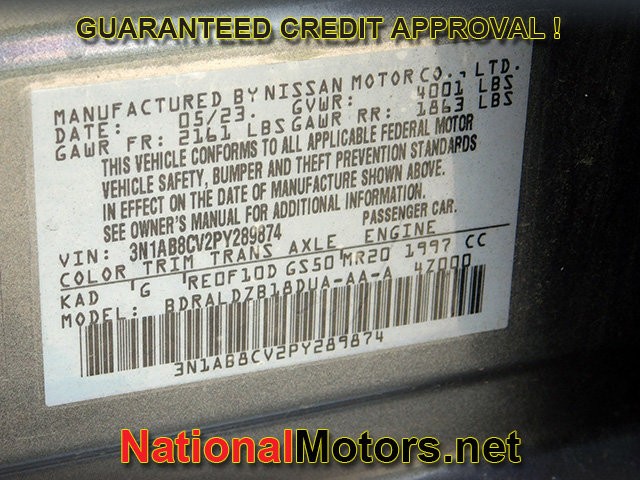 GUARANTEED CREDIT APPROVAL !
MANUFACTURED BY NISSAN MOTOR CO., LTD.
DATE: 05/23. GVWR: 4001 LBS
GAWR FR: 2161 LBS GAWR RR: 1863 LBS
THIS VEHICLE CONFORMS TO ALL APPLICABLE FEDERAL MOTOR
VEHICLE SAFETY, BUMPER AND THEFT PREVENTION STANDARDS
IN EFFECT ON THE DATE OF MANUFACTURE SHOWN ABOVE.
SEE OWNER'S MANUAL FOR ADDITIONAL INFORMATION.
VIN: 3N1AB8CV2PY289874 PASSENGER CAR.
COLOR TRIM TRANS AXLE ENGINE
KAD G RE0F10D GS50 MR20 1997 CC
MODEL: BDRALDZB18DUA-AA-A 4Z000
3N1AB8CV2PY289874
NationalMotors.net